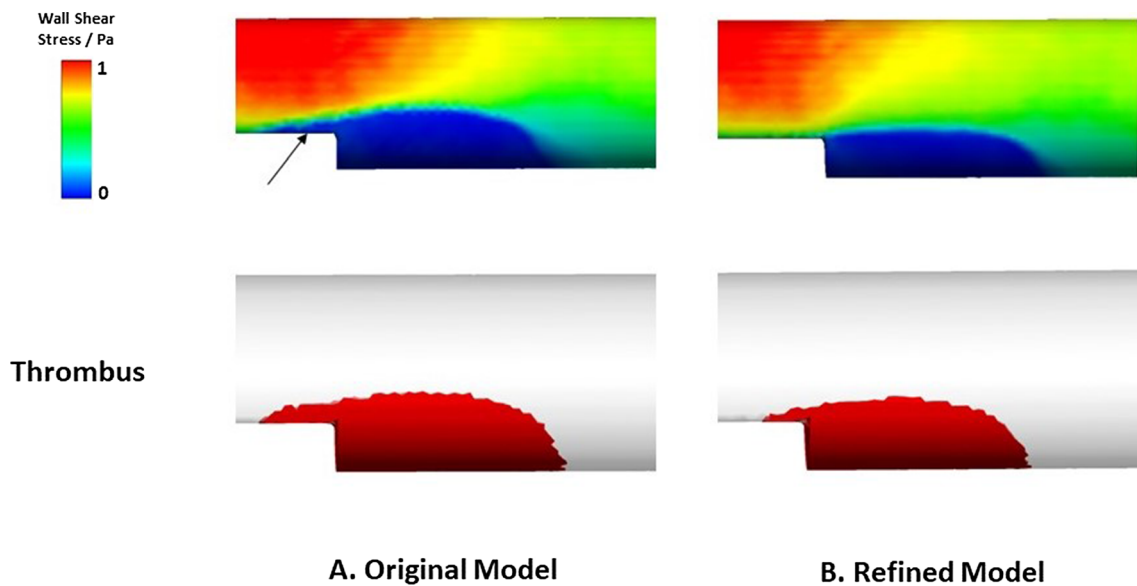 Wall Shear
Stress / Pa
1
0
Thrombus
A. Original Model
B. Refined Model